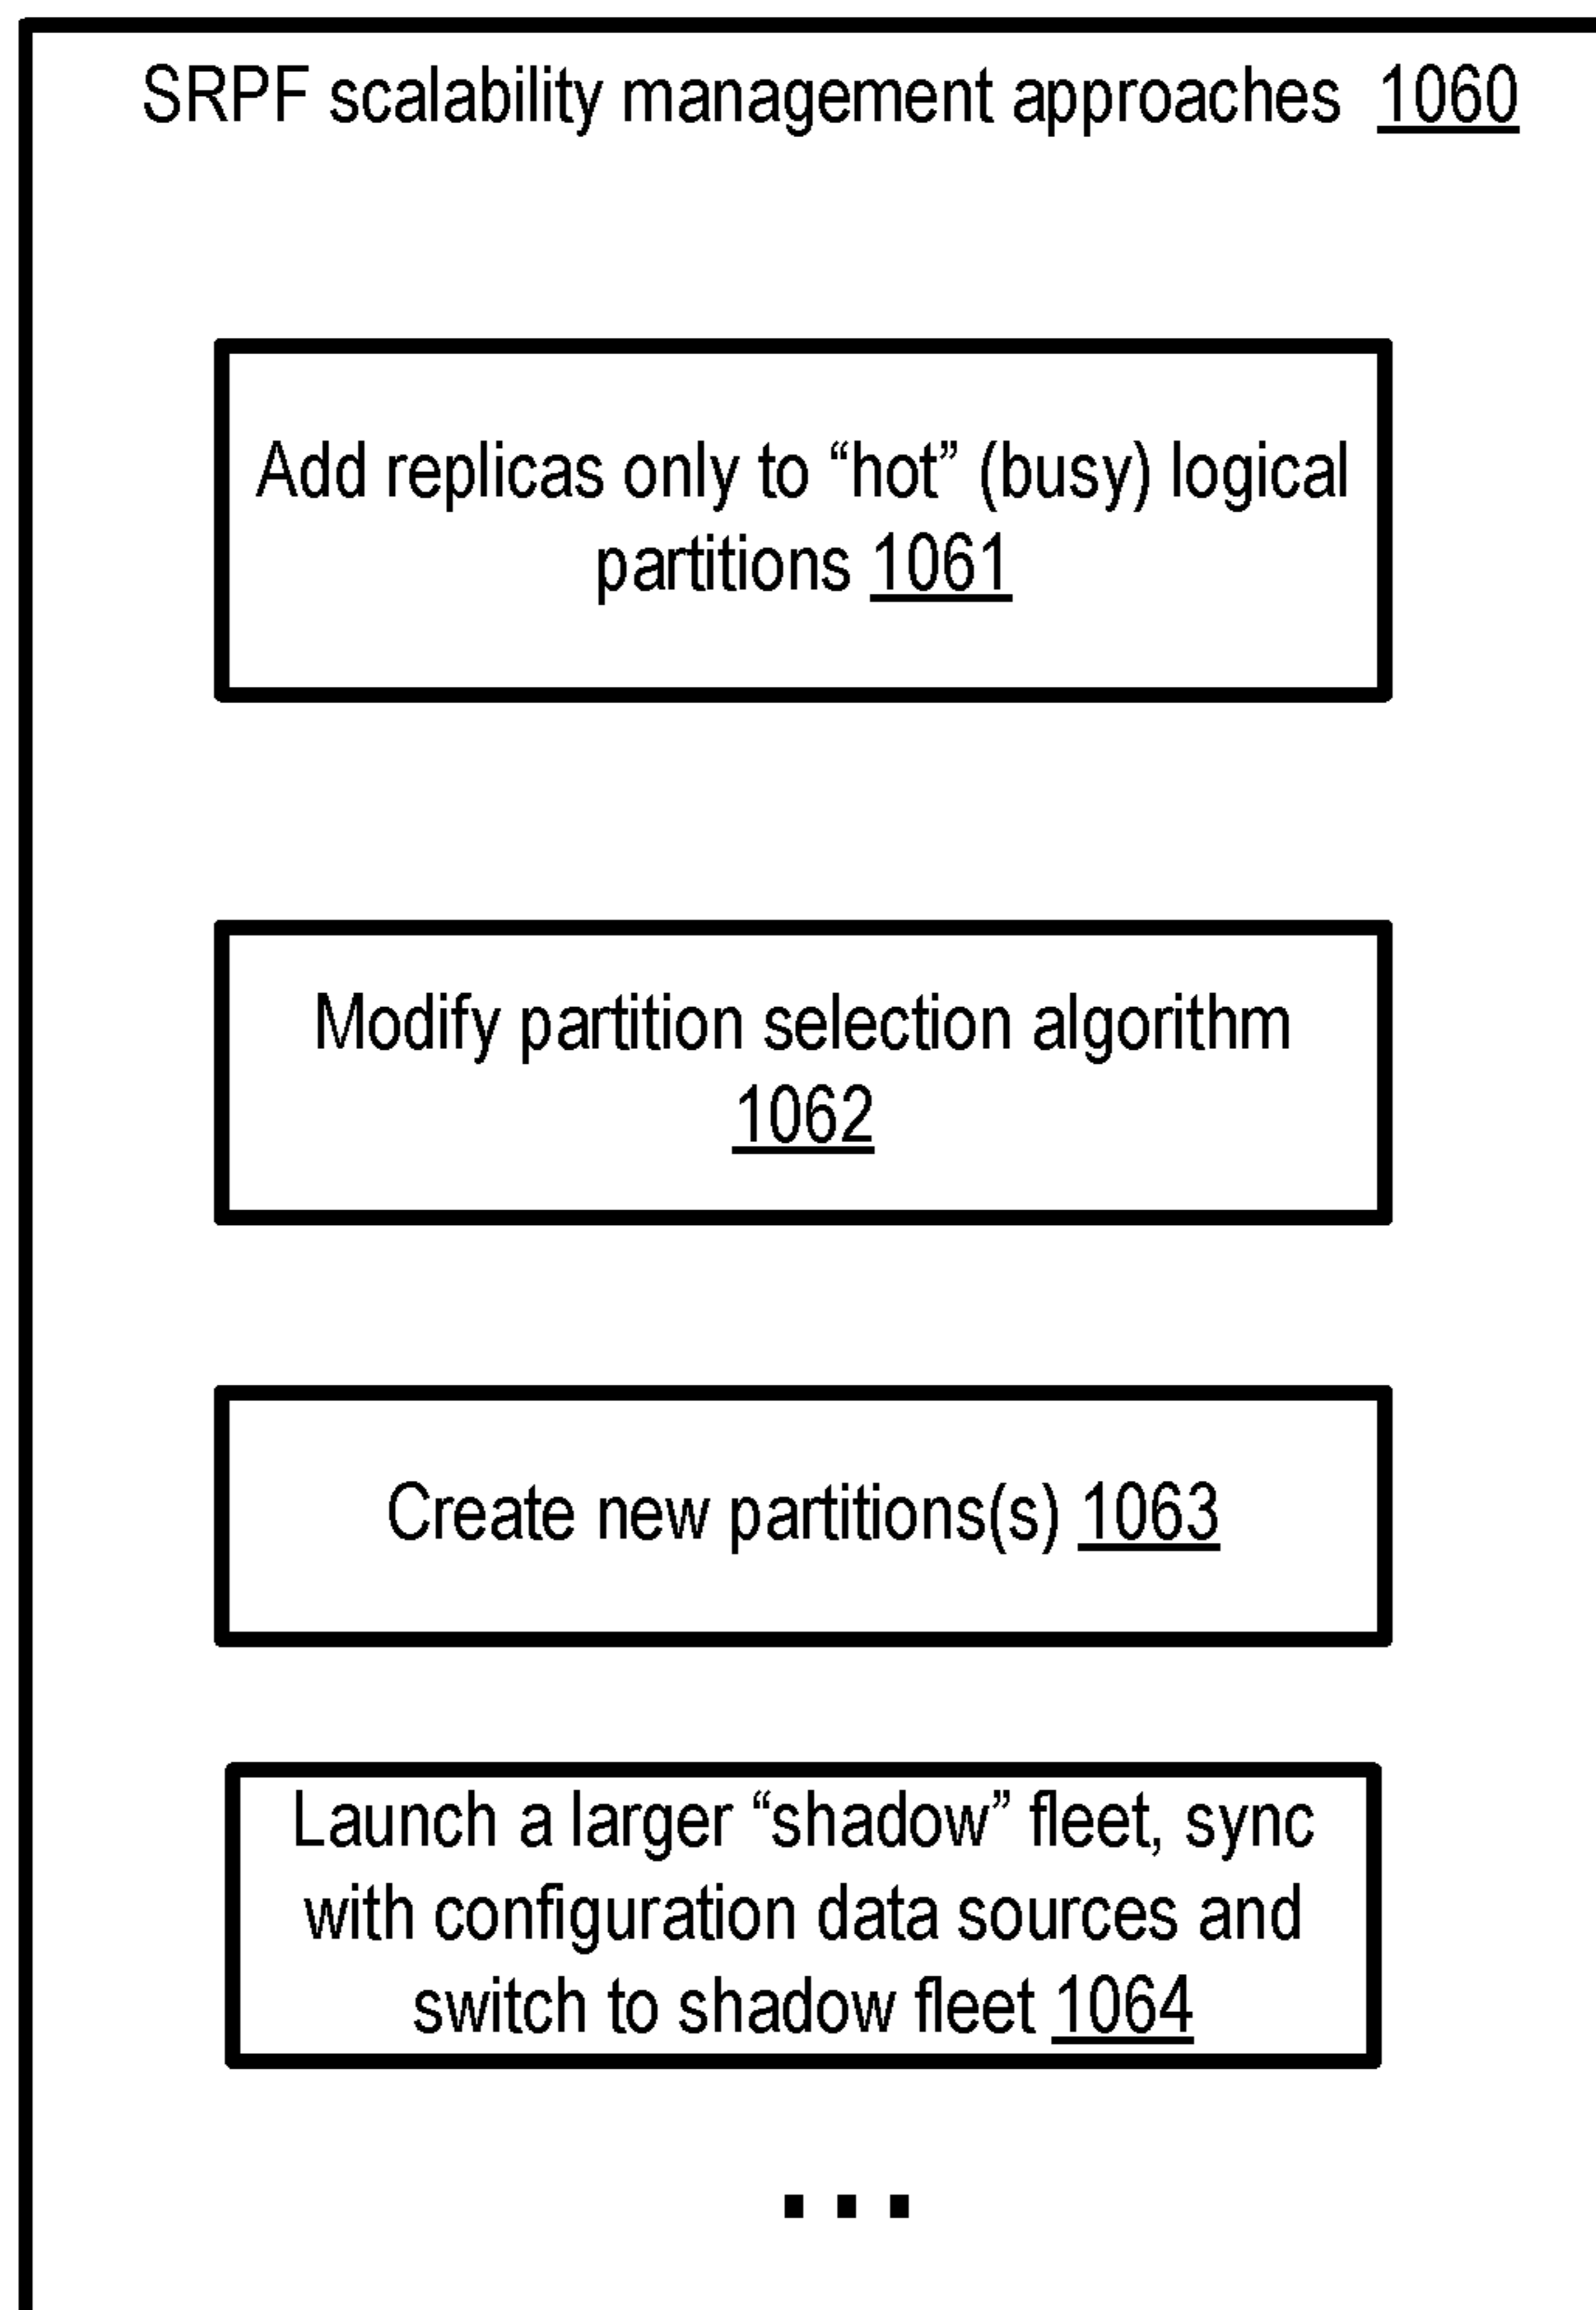 SRPF scalability management approaches 1060
Add replicas only to “hot” (busy) logical
partitions 1061
Modify partition selection algorithm
1062
Create new partitions(s) 1063
Launch a larger “shadow” fleet, sync
with configuration data sources and
switch to shadow fleet 1064
...